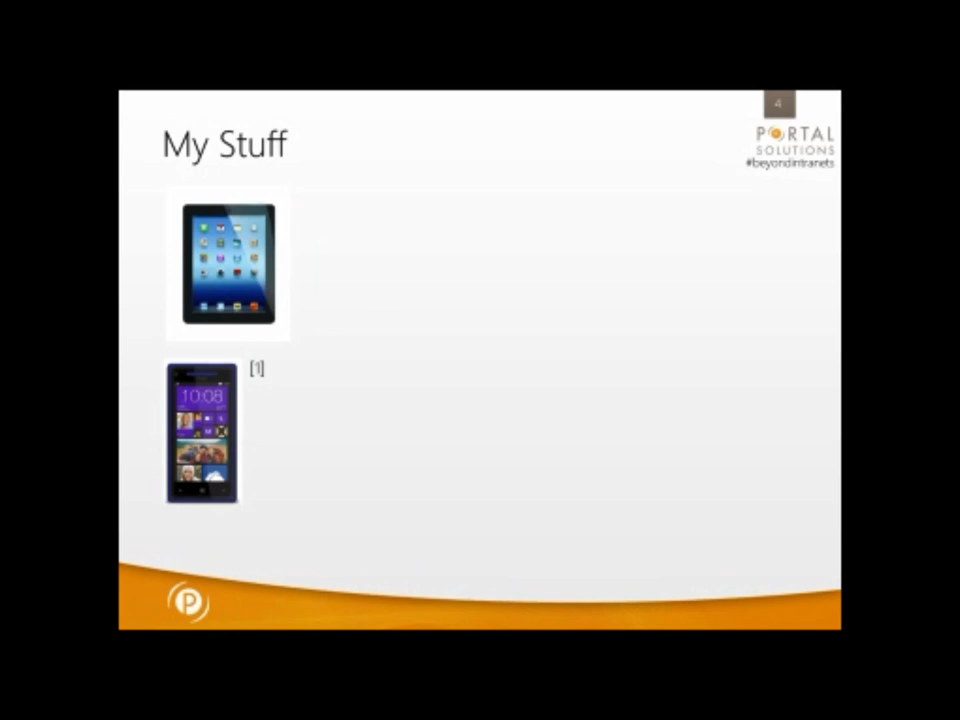 4
My Stuff
PORTAL
SOLUTIONS
#beyondintranets
[1]
10:08
P